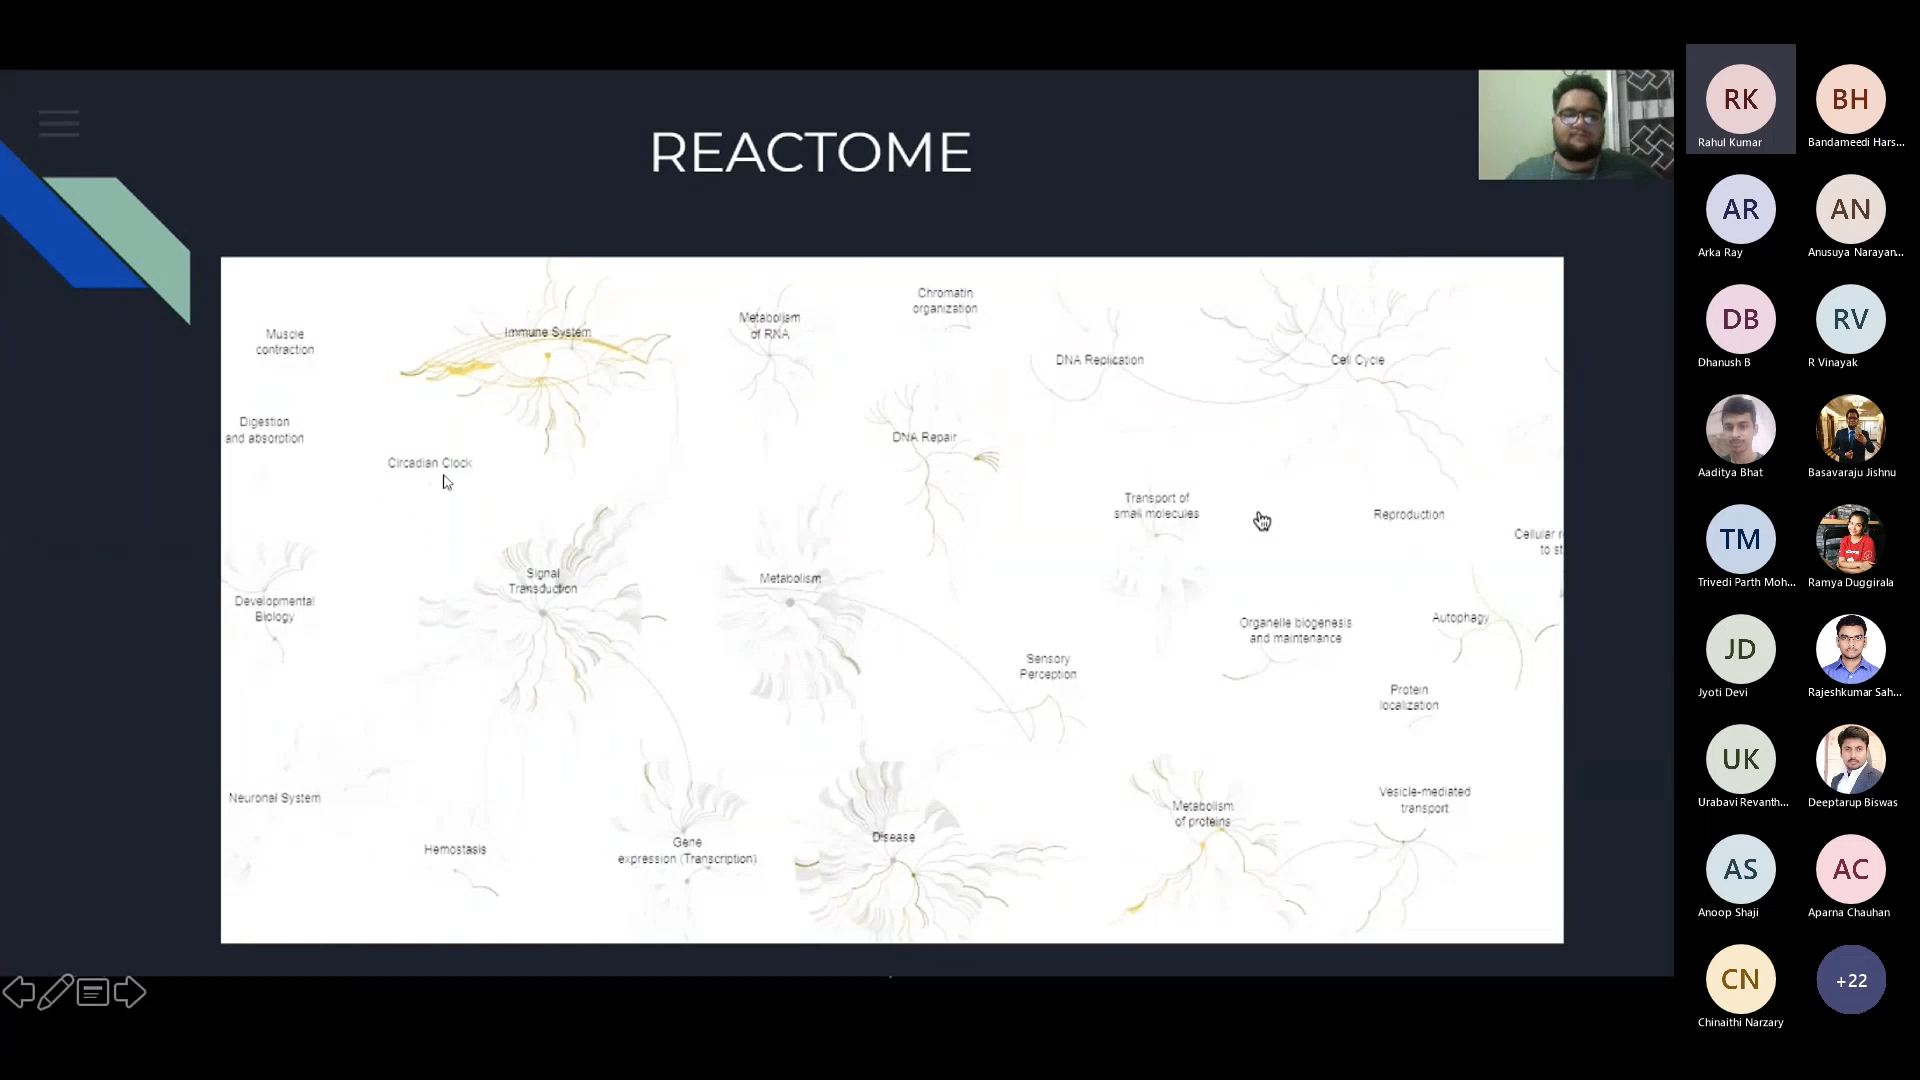 REACTOME
Muscle
contraction
Immune System
Metabolism
of RNA
Chromatin
organization
DNA Replication
Cell Cycle
Digestion
and absorption
Circadian Clock
DNA Repair
Transport of
small molecules
Reproduction
Cellular r
to st
Developmental
Biology
Signal
Transduction
Metabolism
Sensory
Perception
Organelle biogenesis
and maintenance
Autophagy
Protein
localization
Neuronal System
Hemostasis
Gene
expression (Transcription)
Disease
Metabolism
of proteins
Vesicle-mediated
transport
RK
Rahul Kumar
BH
Bandameedi Hars...
AR
Arka Ray
AN
Anusuya Narayan...
DB
Dhanush B
RV
R Vinayak
Aaditya Bhat
Basavaraju Jishnu
TM
Trivedi Parth Moh...
Ramya Duggirala
JD
Jyoti Devi
Rajeshkumar Sah...
UK
Urabavi Revanth...
Deeptarup Biswas
AS
Anoop Shaji
AC
Aparna Chauhan
CN
Chinaithi Narzary
+22